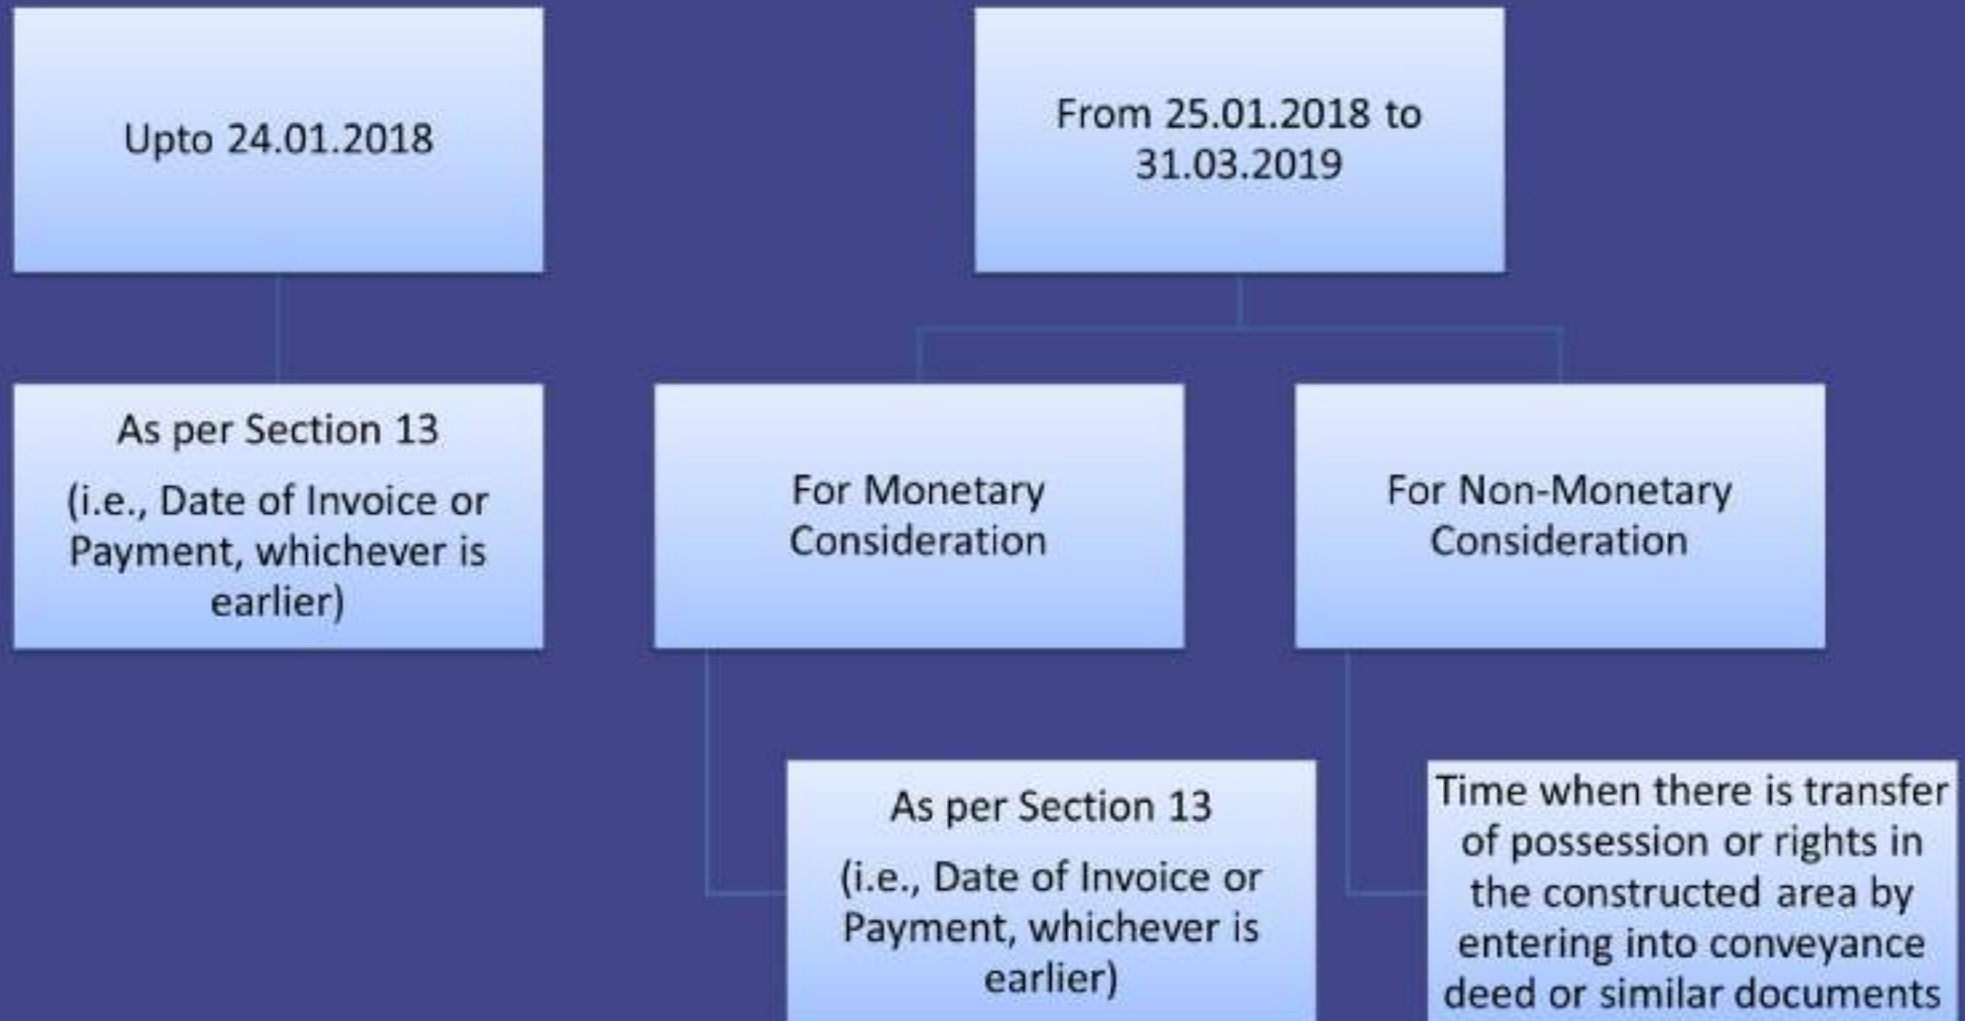 Upto 24.01.2018
From 25.01.2018 to
31.03.2019
As per Section 13
(i.e., Date of Invoice or
Payment, whichever is
earlier)
For Monetary
Consideration
For Non-Monetary
Consideration
As per Section 13
(i.e., Date of Invoice or
Payment, whichever is
earlier)
Time when there is transfer
of possession or rights in
the constructed area by
entering into conveyance
deed or similar documents